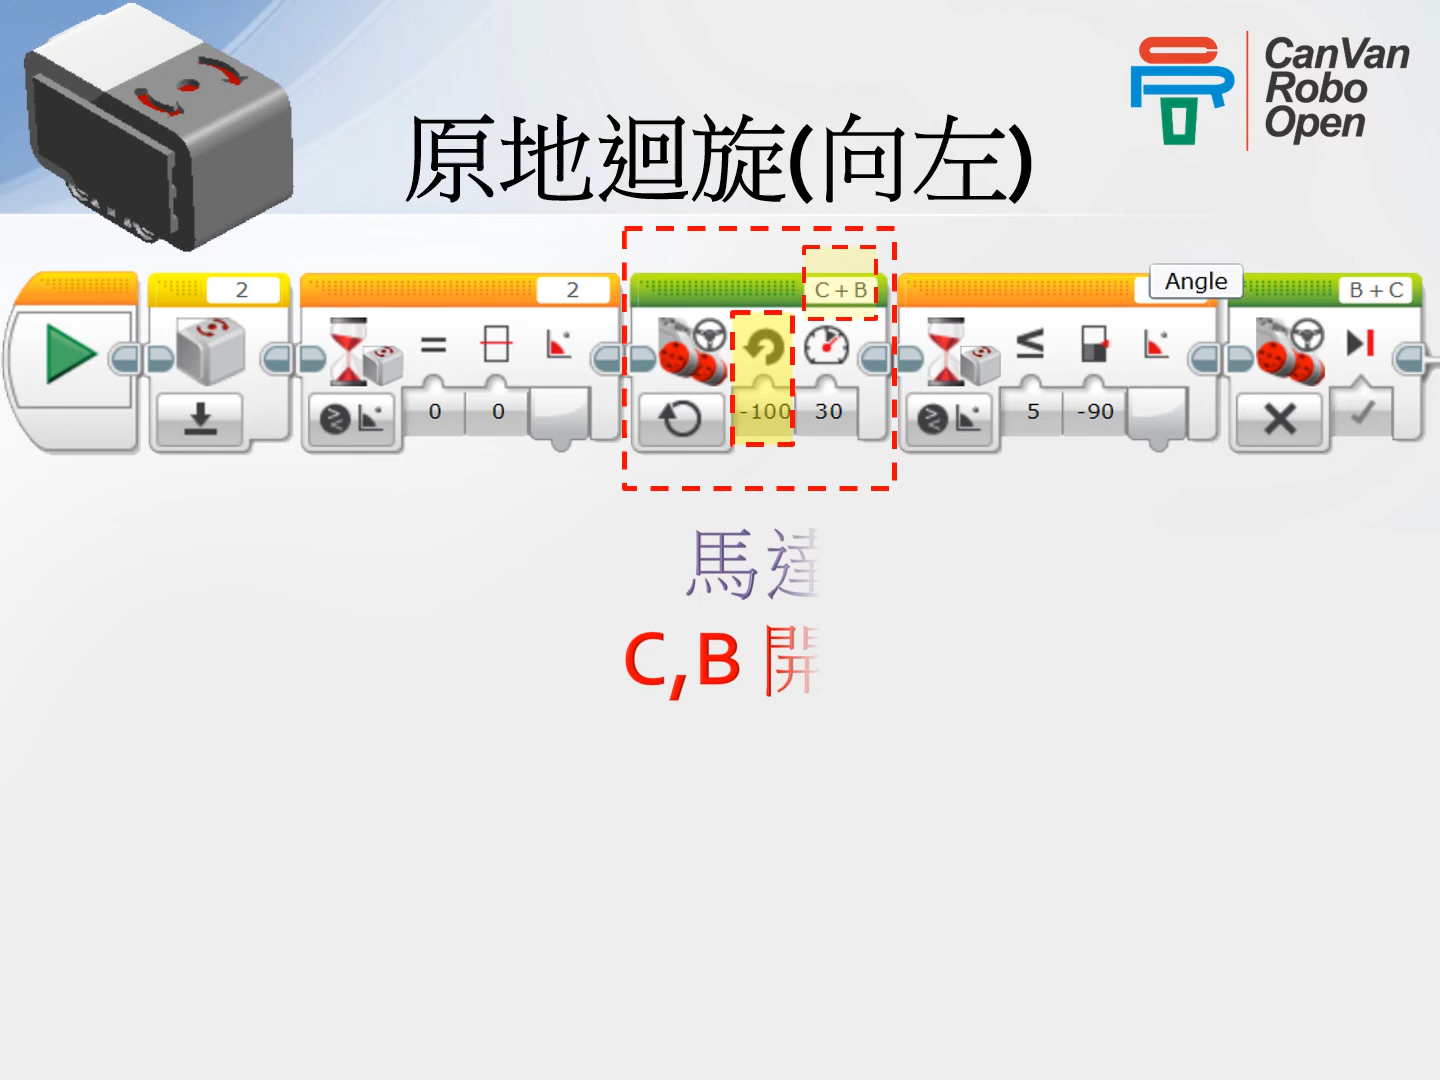 CanVan
Robo
Open
原地迴旋(向左)
2
2
C + B
Angle
B + C
=
≤
0
0
-100
30
5
-90
馬達
C,B 開